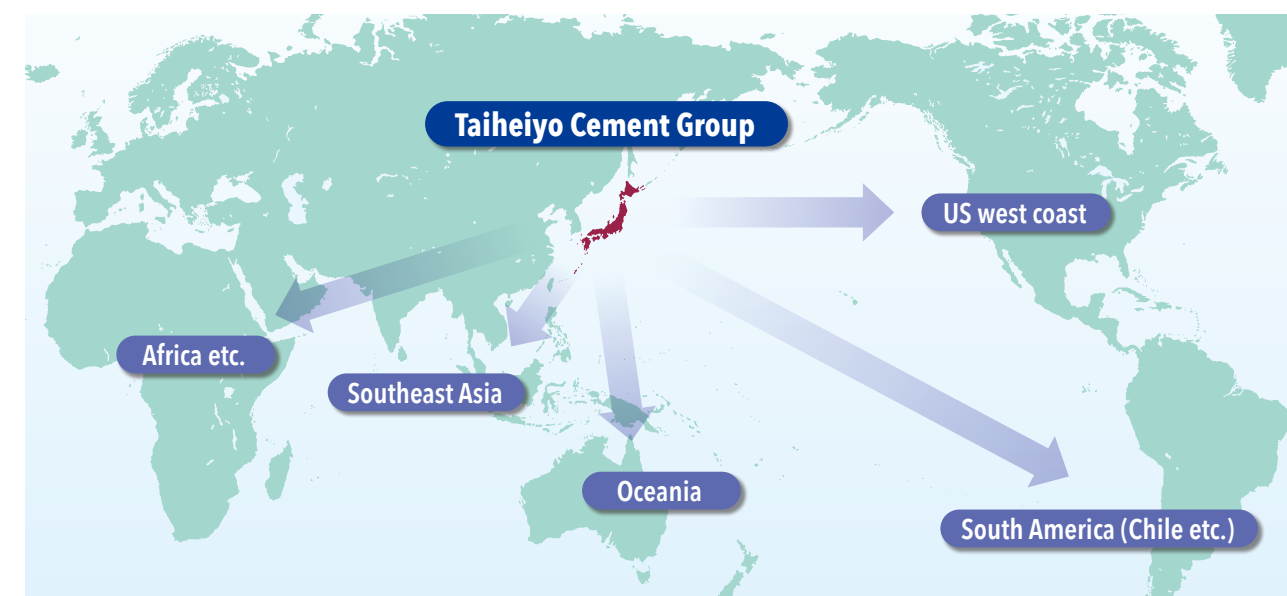 Taiheiyo Cement Group
US west coast
Africa etc.
Southeast Asia
Oceania
South America (Chile etc.)